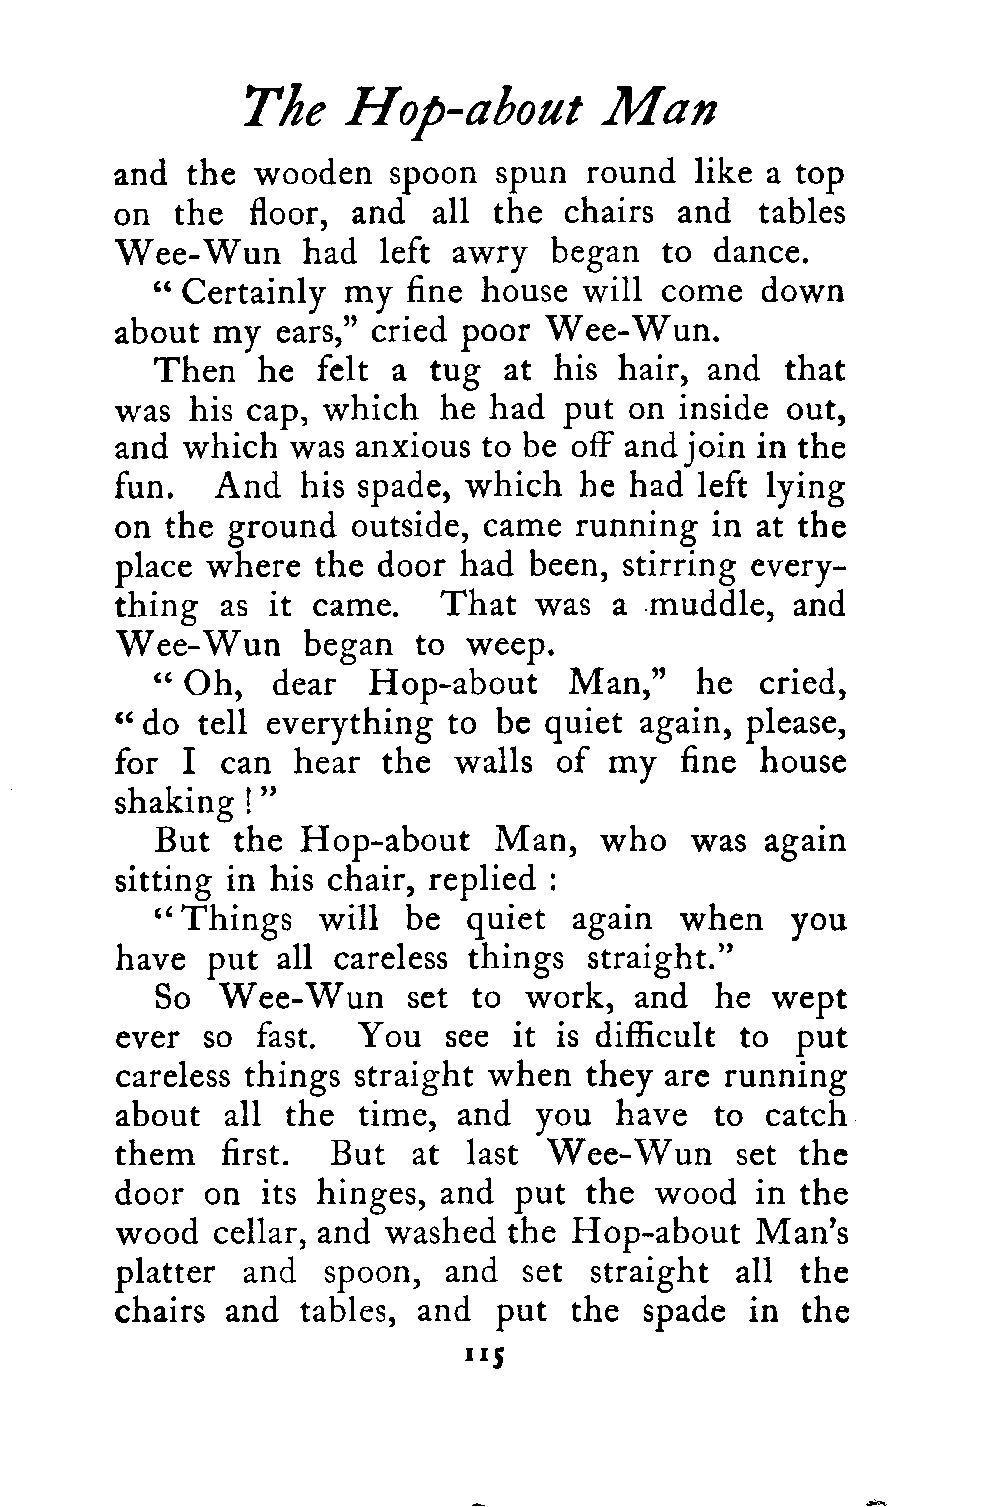 The Hop-about Man
and the wooden spoon spun round like a top
on the floor, and all the chairs and tables
Wee-Wun had left awry began to dance.
“ Certainly my fine house will come down
about my ears,” cried poor Wee-Wun.
Then he felt a tug at his hair, and that
was his cap, which he had put on inside out,
and which was anxious to be off and join in the
fun. And his spade, which he had left lying
on the ground outside, came running in at the
place where the door had been, stirring every-
thing as it came. That was a muddle, and
Wee-Wun began to weep.
“ Oh, dear Hop-about Man,” he cried,
“ do tell everything to be quiet again, please,
for I can hear the walls of my fine house
shaking ! ”
But the Hop-about Man, who was again
sitting in his chair, replied :
“ Things will be quiet again when you
have put all careless things straight.”
So Wee-Wun set to work, and he wept
ever so fast. You see it is difficult to put
careless things straight when they are running
about all the time, and you have to catch
them first. But at last Wee-Wun set the
door on its hinges, and put the wood in the
wood cellar, and washed the Hop-about Man's
platter and spoon, and set straight all the
chairs and tables, and put the spade in the
115